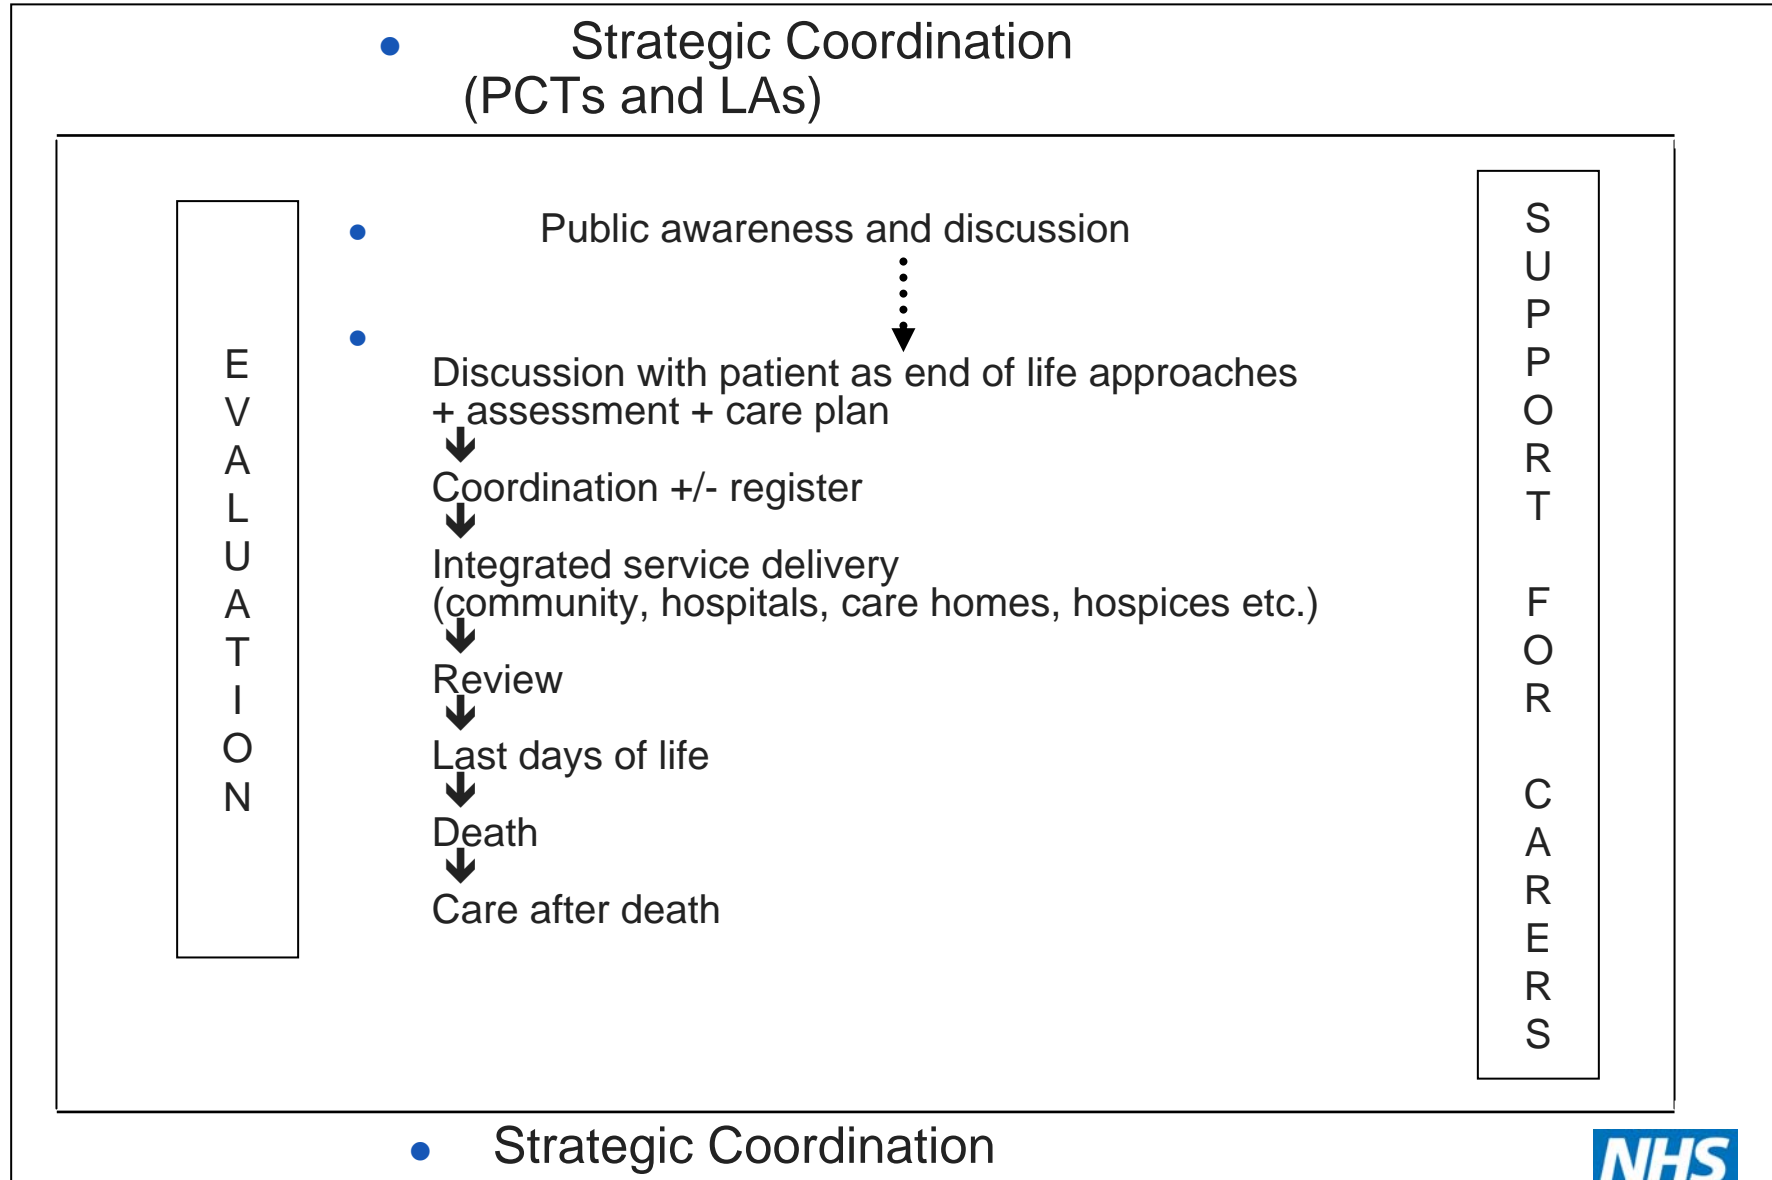 • Strategic Coordination
(PCTs and LAs)
EVALUATION
• Public awareness and discussion
•
Discussion with patient as end of life approaches
+ assessment + care plan
Coordination +/- register
Integrated service delivery
(community, hospitals, care homes, hospices etc.)
Review
Last days of life
Death
Care after death
SUPPORT FOR CARERS
• Strategic Coordination
NHS